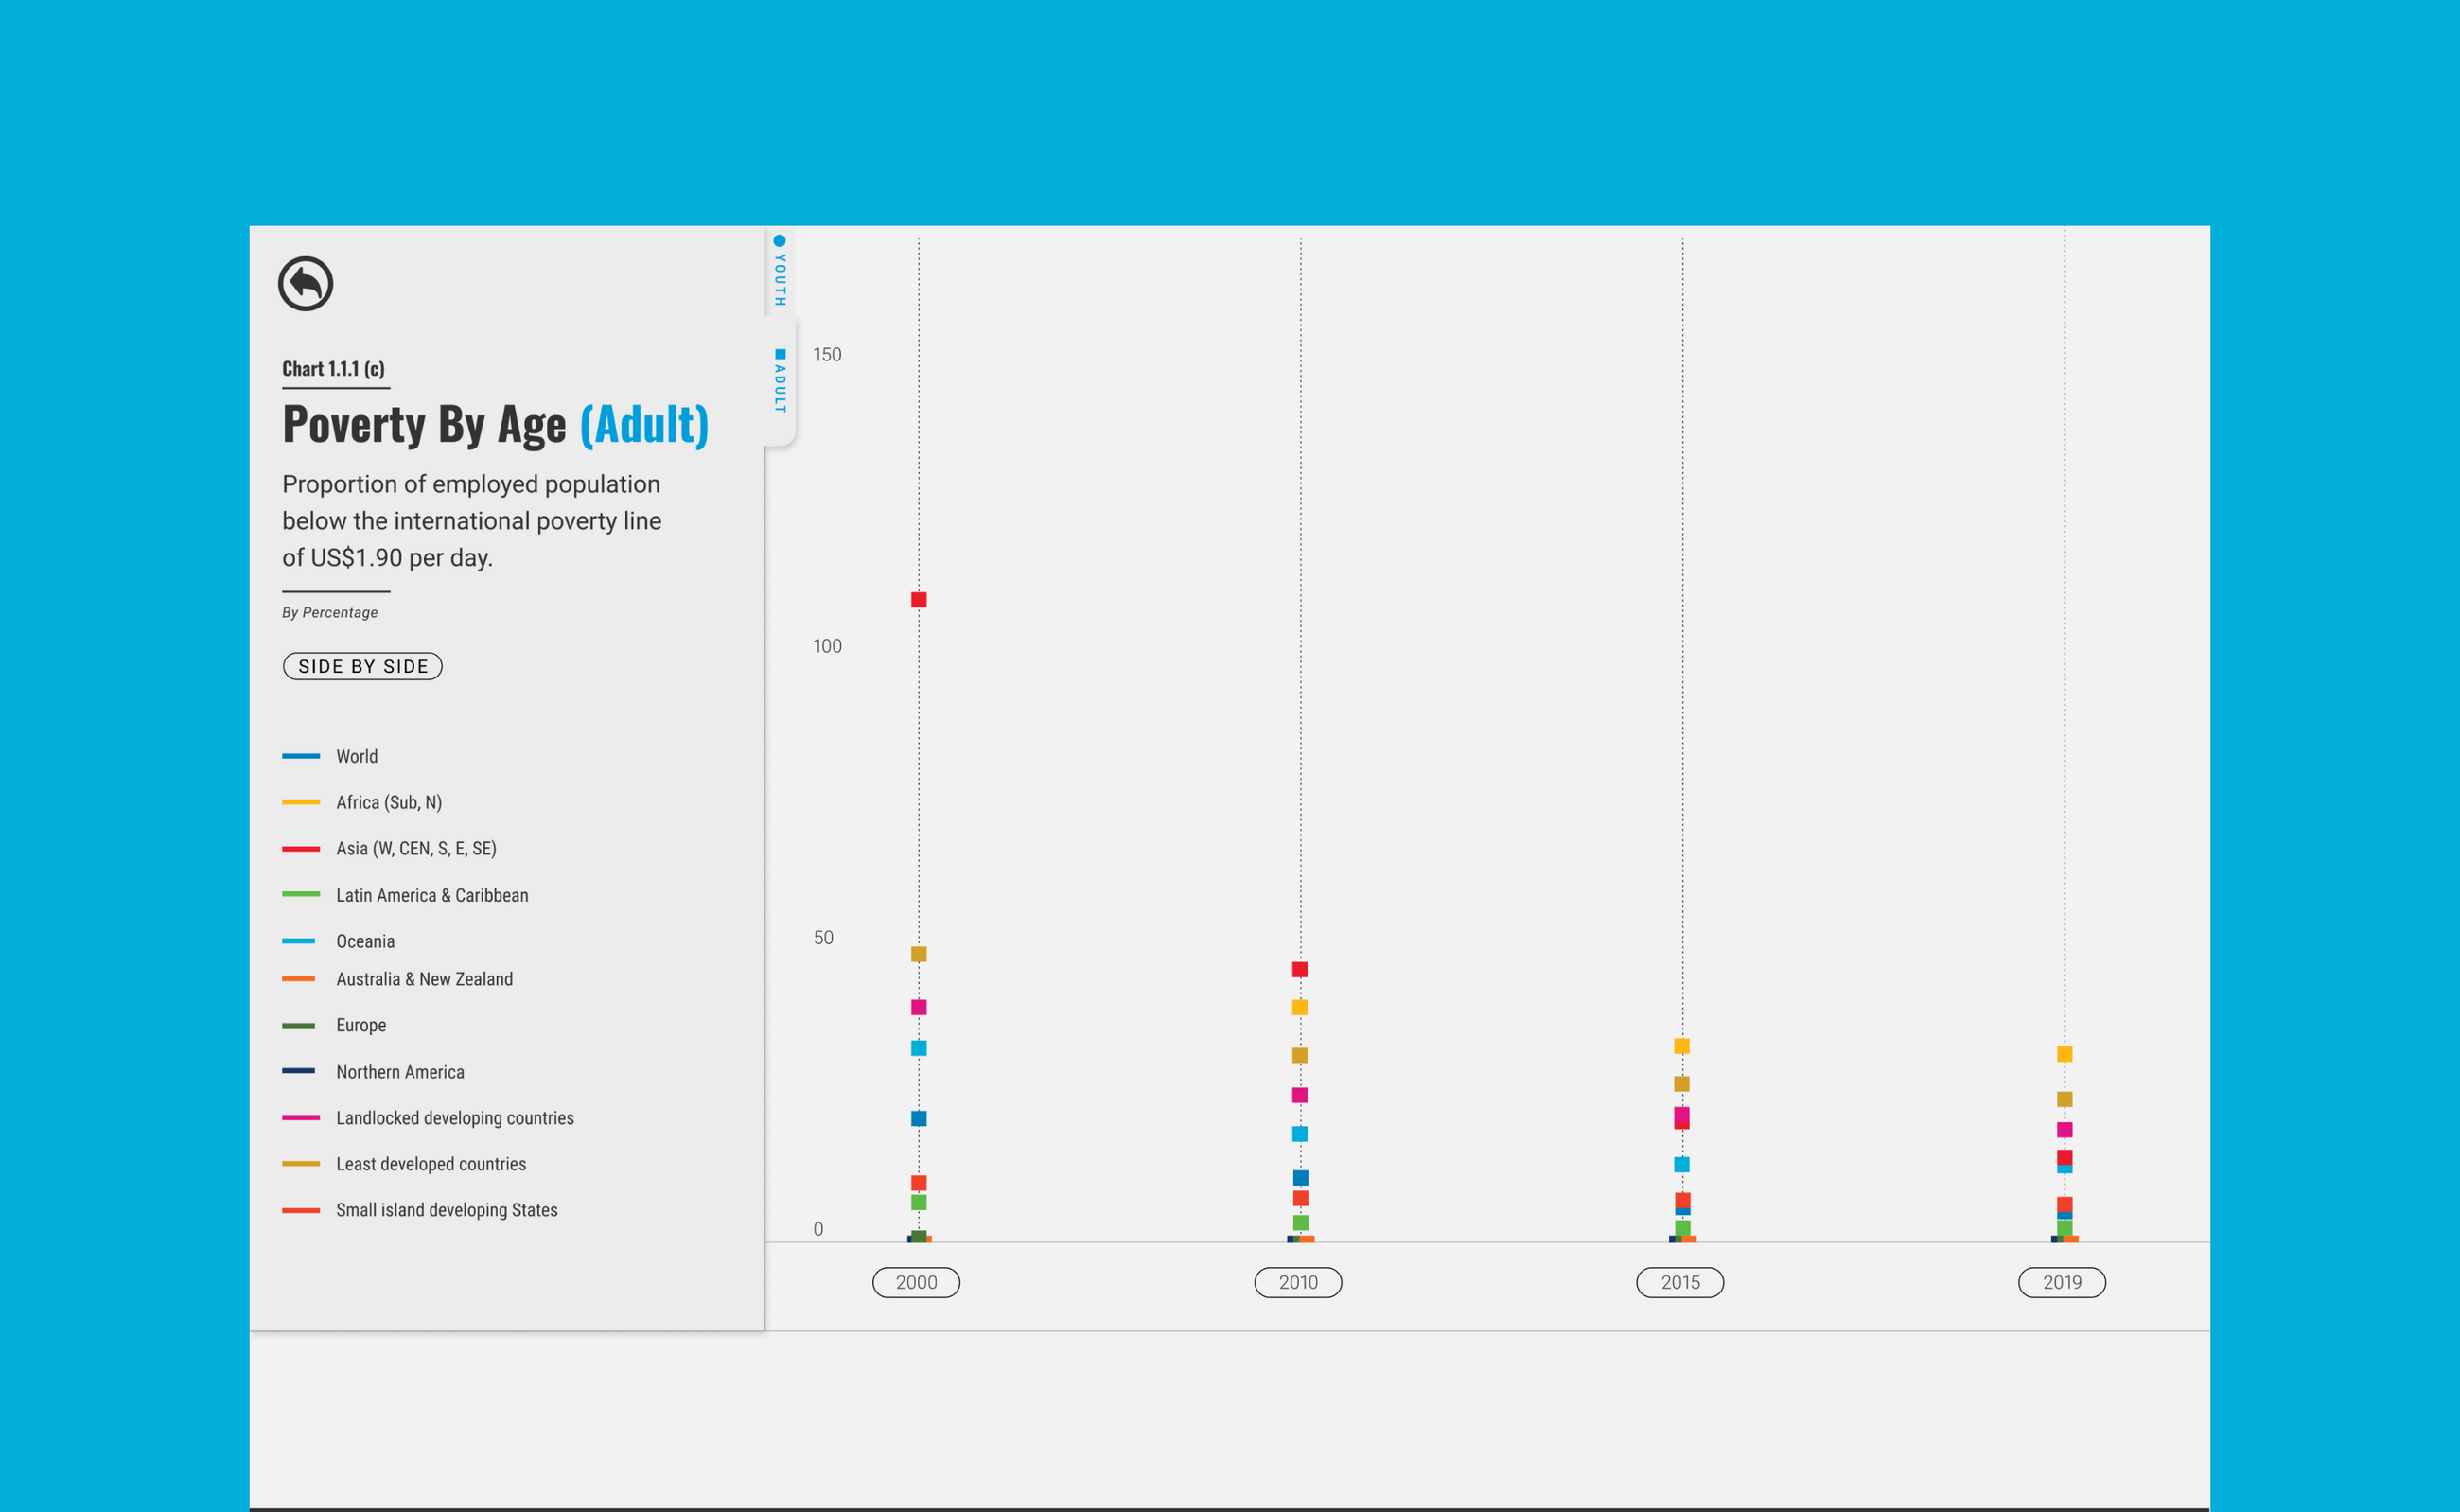 Chart 1.1.1 (c)
Poverty By Age (Adult)
Proportion of employed population
below the international poverty line
of US$1.90 per day.
By Percentage
SIDE BY SIDE
World
Africa (Sub, N)
Asia (W, CEN, S, E, SE)
Latin America & Caribbean
Oceania
Australia & New Zealand
Europe
Northern America
Landlocked developing countries
Least developed countries
Small island developing States
YOUTH
ADULT
150
100
50
0
2000
2010
2015
2019